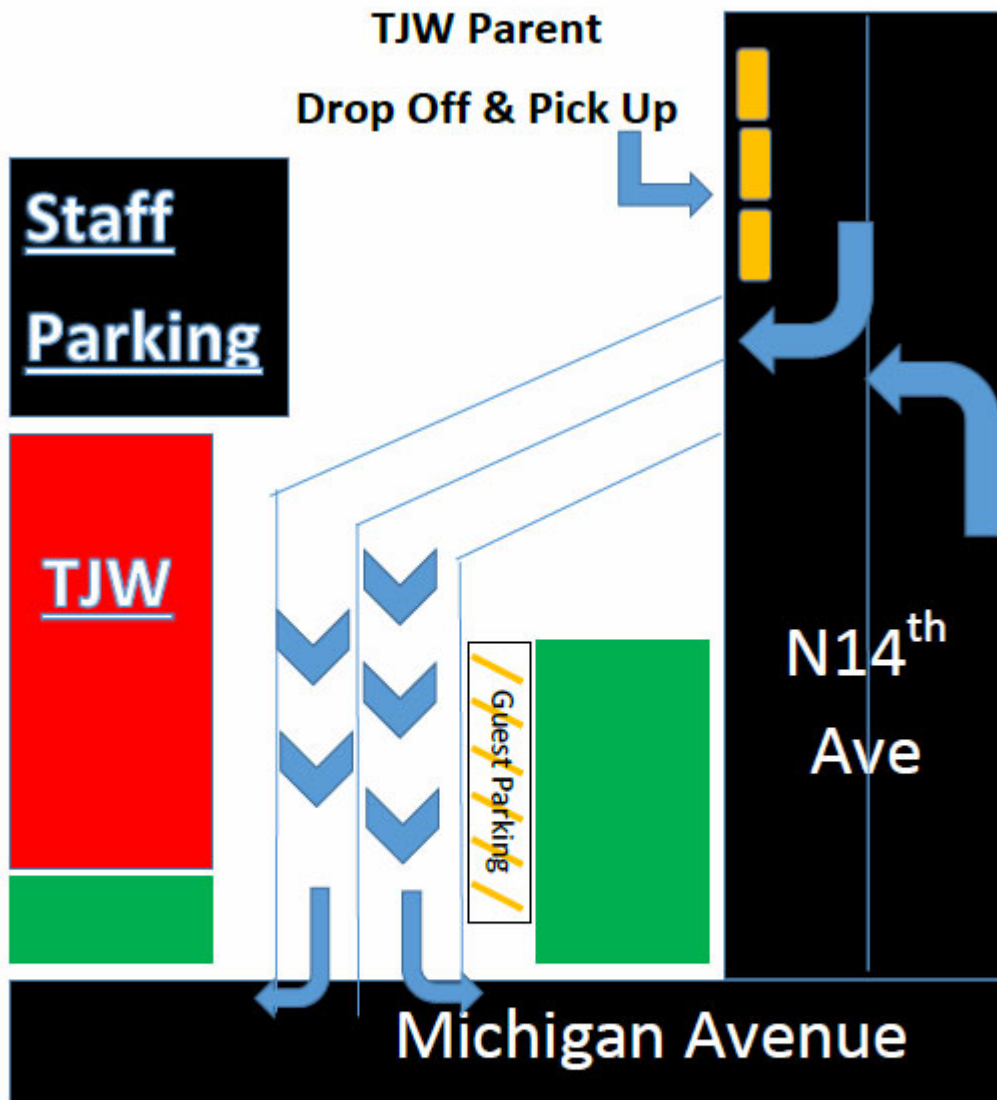 TJW Parent
Drop Off & Pick Up
Staff
Parking
TJW
Guest Parking
N14th
Ave
Michigan Avenue